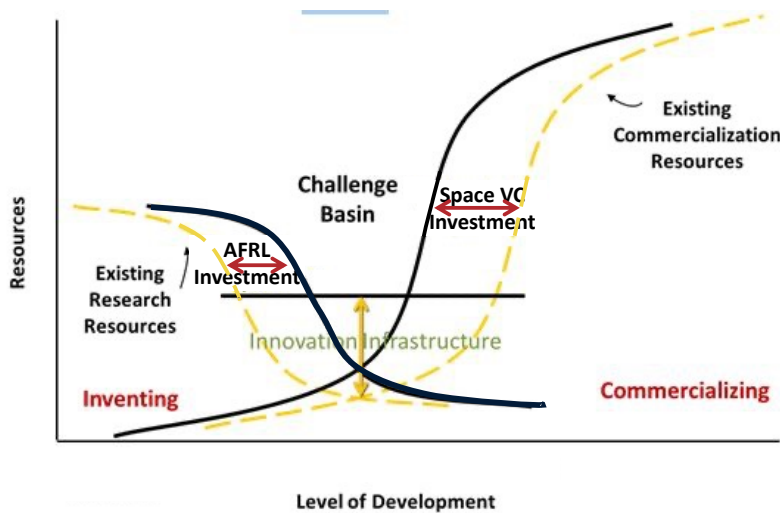 Existing
Commercialization
Resources
Challenge
Basin
Space VC
Investment
AFRL
Investment
Existing
Research
Resources
Resources
Innovation Infrastructure
Inventing
Commercializing
Level of Development